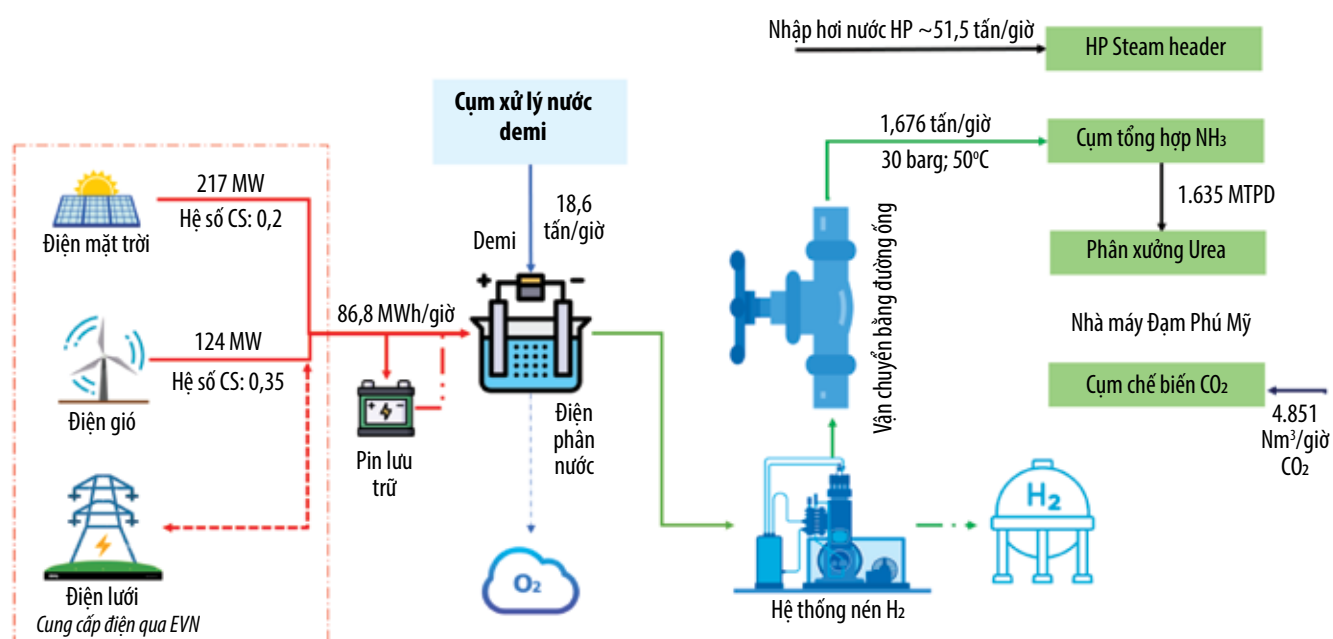 Nhập hơi nước HP ~51,5 tấn/giờ
HP Steam header
Cụm xử lý nước
demi
1,676 tấn/giờ
30 barg; 50°C
Cụm tổng hợp NH₃
217 MW
Hệ số CS: 0,2
Điện mặt trời
18,6
tấn/giờ
Demi
1.635 MTPD
Phân xưởng Urea
Vận chuyển bằng đường ống
86,8 MWh/giờ
124 MW
Hệ số CS: 0,35
Điện gió
Nhà máy Đạm Phú Mỹ
Cụm chế biến CO₂
4.851
Nm³/giờ
CO₂
Điện
phân
nước
Pin lưu
trữ
H₂
O₂
Điện lưới
Cung cấp điện qua EVN
Hệ thống nén H₂